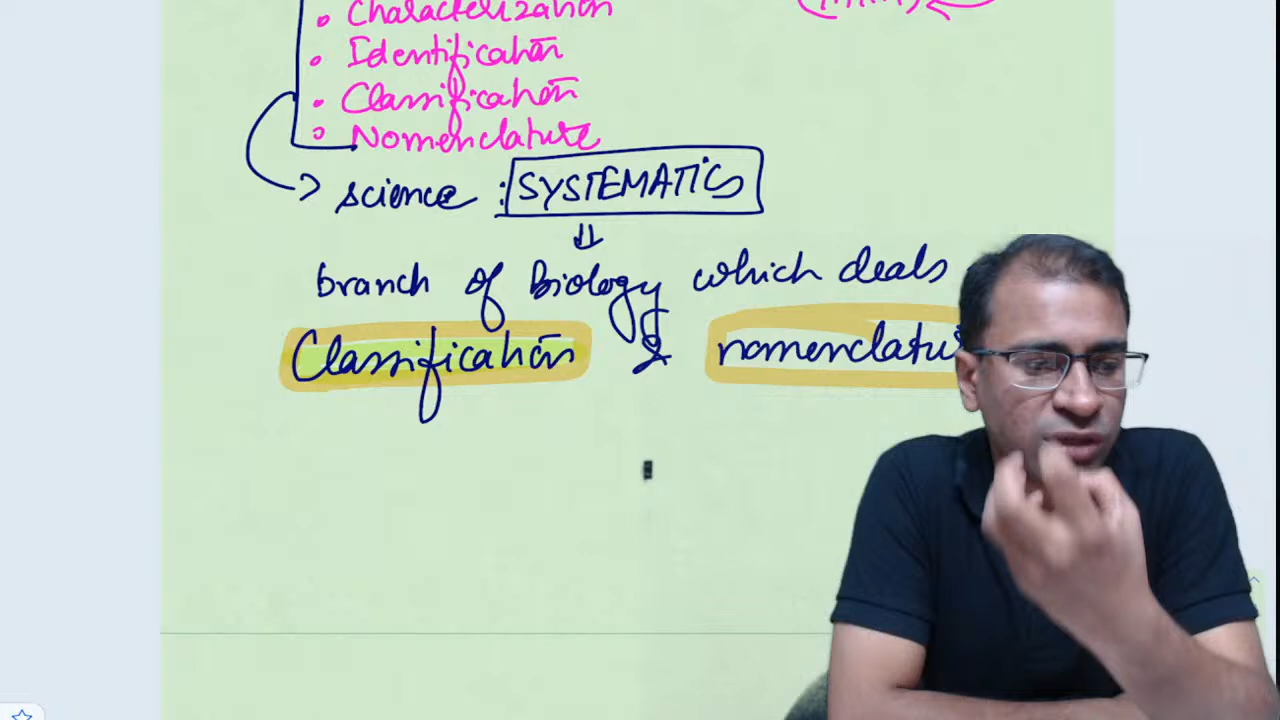 • Characterization
• Identification
• Classification
• Nomenclature
> science : SYSTEMATICS
branch of Biology which deals
Classification & nomenclatu